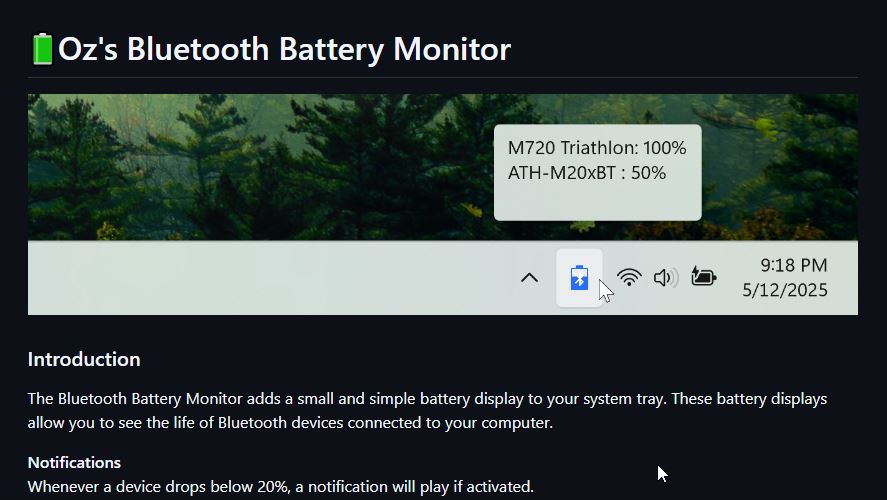 Oz's Bluetooth Battery Monitor
M720 Triathlon: 100%
ATH-M20xBT : 50%
9:18 PM
5/12/2025
Introduction
The Bluetooth Battery Monitor adds a small and simple battery display to your system tray. These battery displays
allow you to see the life of Bluetooth devices connected to your computer.
Notifications
Whenever a device drops below 20%, a notification will play if activated.